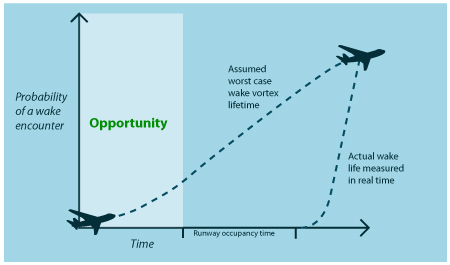 Probability
of a wake
encounter
Opportunity
Assumed
worst case
wake vortex
lifetime
Actual wake
life measured
in real time
Time
Runway occupancy time